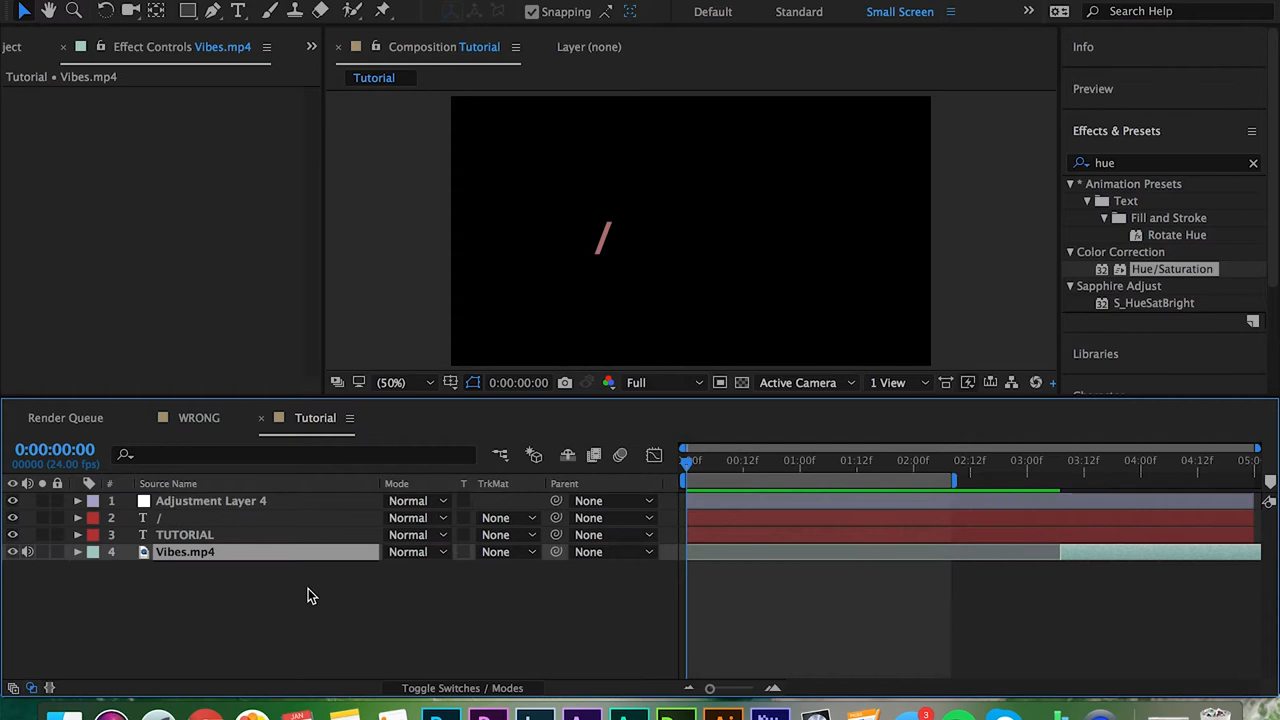 Snapping
Default
Standard
Small Screen
Search Help
ject
Effect Controls Vibes.mp4
Composition Tutorial
Layer (none)
Info
Tutorial • Vibes.mp4
Tutorial
Preview
Effects & Presets
hue
* Animation Presets
Text
Fill and Stroke
Rotate Hue
Color Correction
32 Hue/Saturation
Sapphire Adjust
32 S_HueSatBright
Libraries
/
(50%)
0:00:00:00
Full
Active Camera
1 View
Render Queue
WRONG
Tutorial
0:00:00:00
00000 (24.00 fps)
00:12f
01:00f
01:12f
02:00f
02:12f
03:00f
03:12f
04:00f
04:12f
05:0
# Source Name Mode T TrkMat Parent
1 Adjustment Layer 4 Normal None
2 T / Normal None None
3 T TUTORIAL Normal None None
4 Vibes.mp4 Normal None None
Toggle Switches / Modes
JAN
3